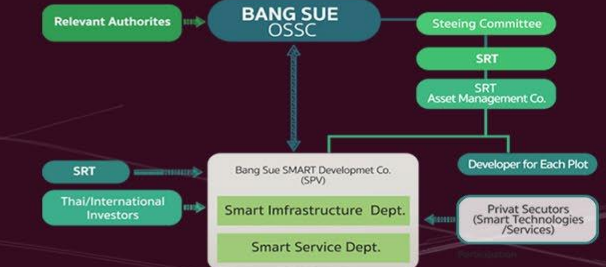 Relevant Authorites
BANG SUE
OSSC
Steeing Committee
SRT
SRT
Asset Management Co.
SRT
Thai/International
Investors
Bang Sue SMART Developmet Co.
(SPV)
Smart Imfrastructure Dept.
Smart Service Dept.
Developer for Each Plot
Privat Secutors
(Smart Technologies
/Services)
Participation